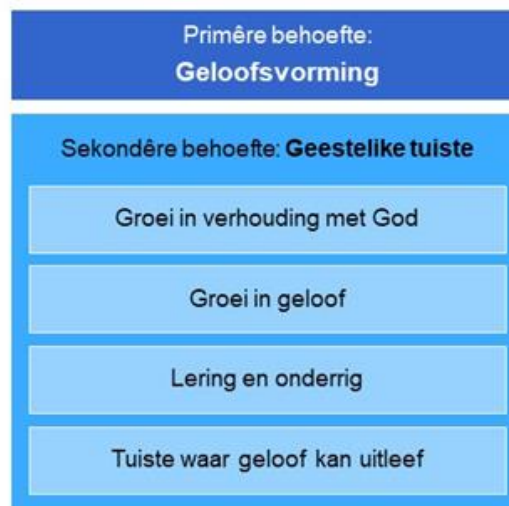 Primêre behoefte:
Geloofsvorming
Sekondêre behoefte: Geestelike tuiste
Groei in verhouding met God
Groei in geloof
Lering en onderrig
Tuiste waar geloof kan uitleef